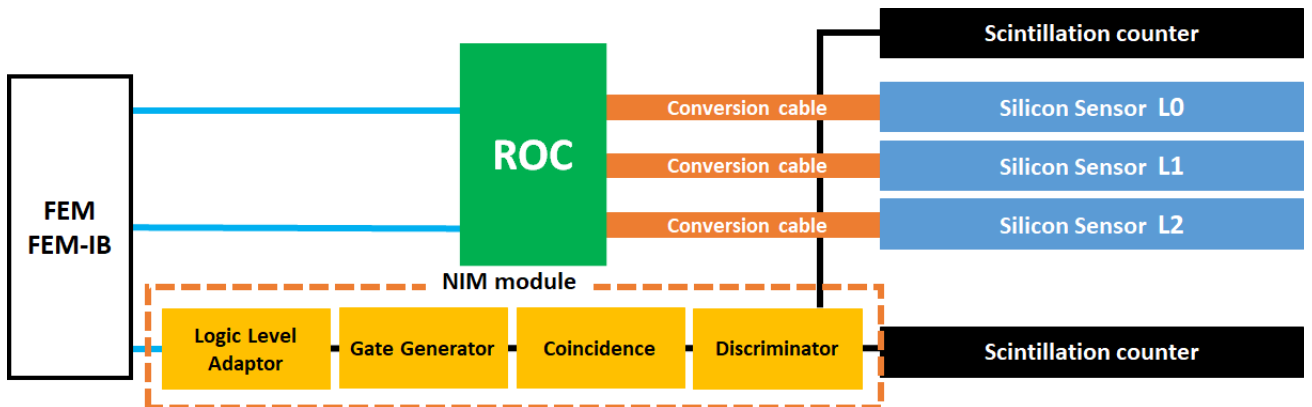 Scintillation counter
Conversion cable
Silicon Sensor L0
ROC
Conversion cable
Silicon Sensor L1
FEM
FEM-IB
Conversion cable
Silicon Sensor L2
NIM module
Logic Level
Adaptor
Gate Generator
Coincidence
Discriminator
Scintillation counter